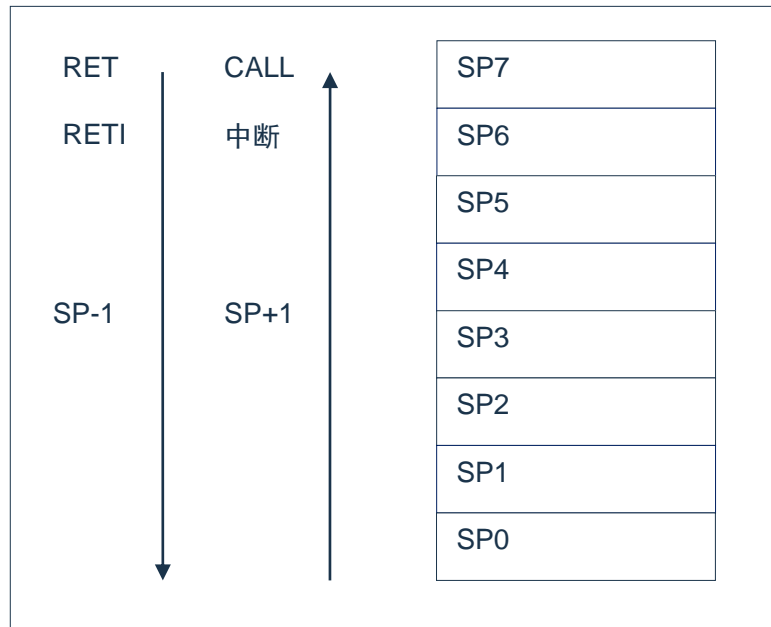 RET CALL SP7
RETI 中断 SP6
SP5
SP4
SP-1 SP+1 SP3
SP2
SP1
SP0